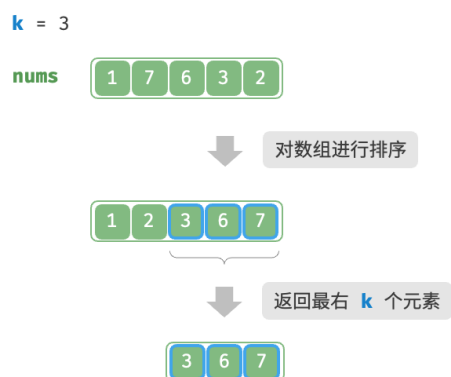 k = 3
nums 1 7 6 3 2
对数组进行排序
1 2 3 6 7
返回最右 k 个元素
3 6 7